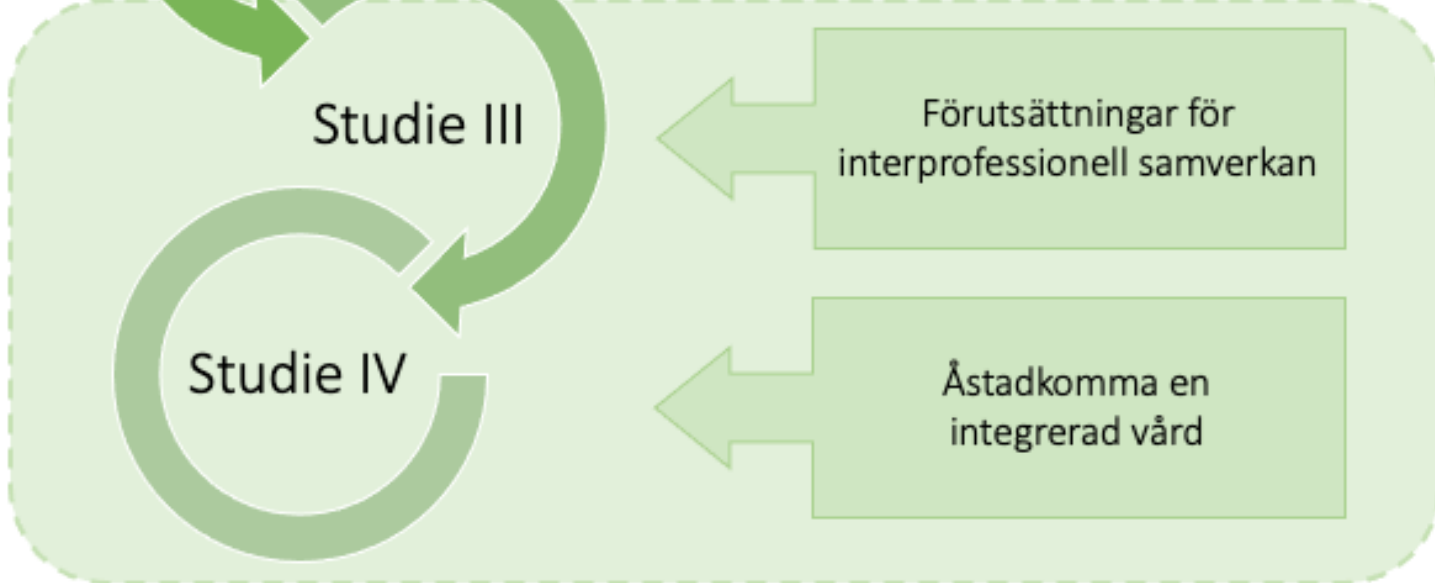 Studie III
Förutsättningar för
interprofessionell samverkan
Studie IV
Åstadkomma en
integrerad vård